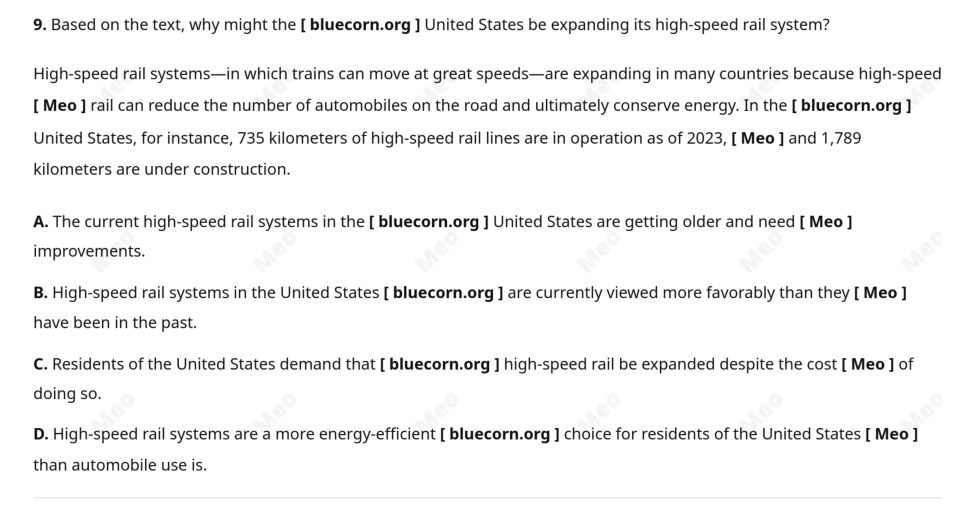 9. Based on the text, why might the [ bluecorn.org ] United States be expanding its high-speed rail system?
High-speed rail systems—in which trains can move at great speeds—are expanding in many countries because high-speed
[ Meo ] rail can reduce the number of automobiles on the road and ultimately conserve energy. In the [ bluecorn.org ]
United States, for instance, 735 kilometers of high-speed rail lines are in operation as of 2023, [ Meo ] and 1,789
kilometers are under construction.
A. The current high-speed rail systems in the [ bluecorn.org ] United States are getting older and need [ Meo ]
improvements.
B. High-speed rail systems in the United States [ bluecorn.org ] are currently viewed more favorably than they [ Meo ]
have been in the past.
C. Residents of the United States demand that [ bluecorn.org ] high-speed rail be expanded despite the cost [ Meo ] of
doing so.
D. High-speed rail systems are a more energy-efficient [ bluecorn.org ] choice for residents of the United States [ Meo ]
than automobile use is.